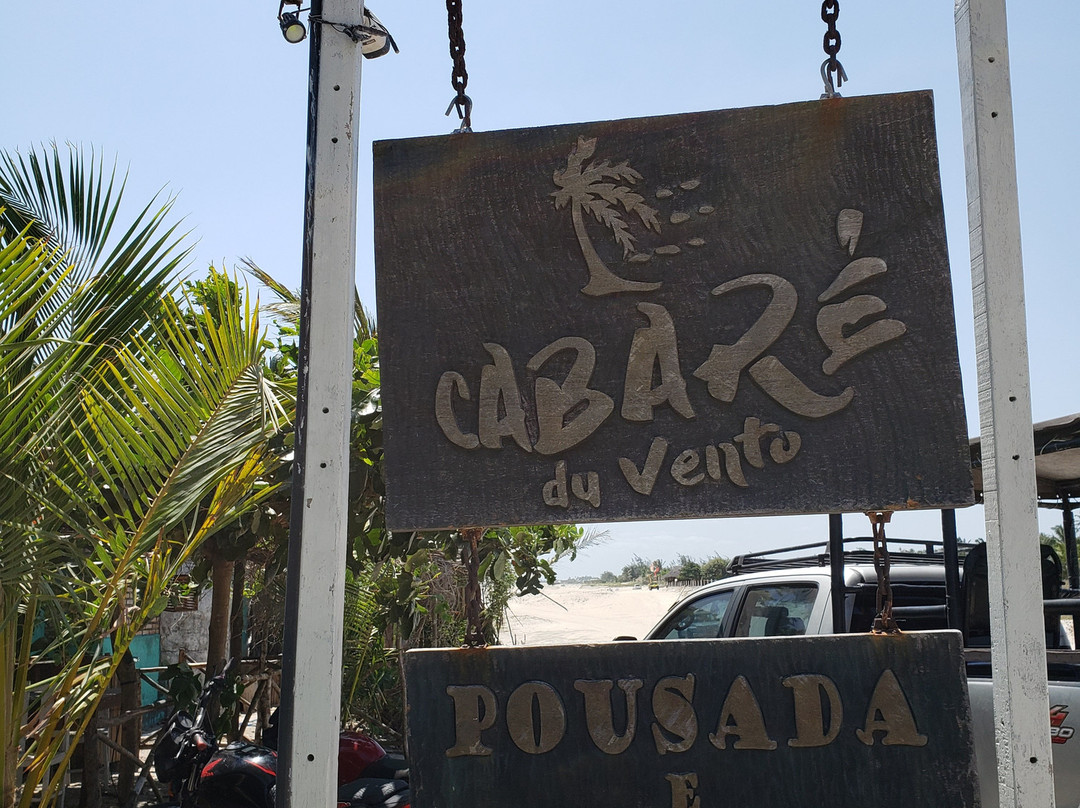 CABARÉ
du Vento
POUSADA
E